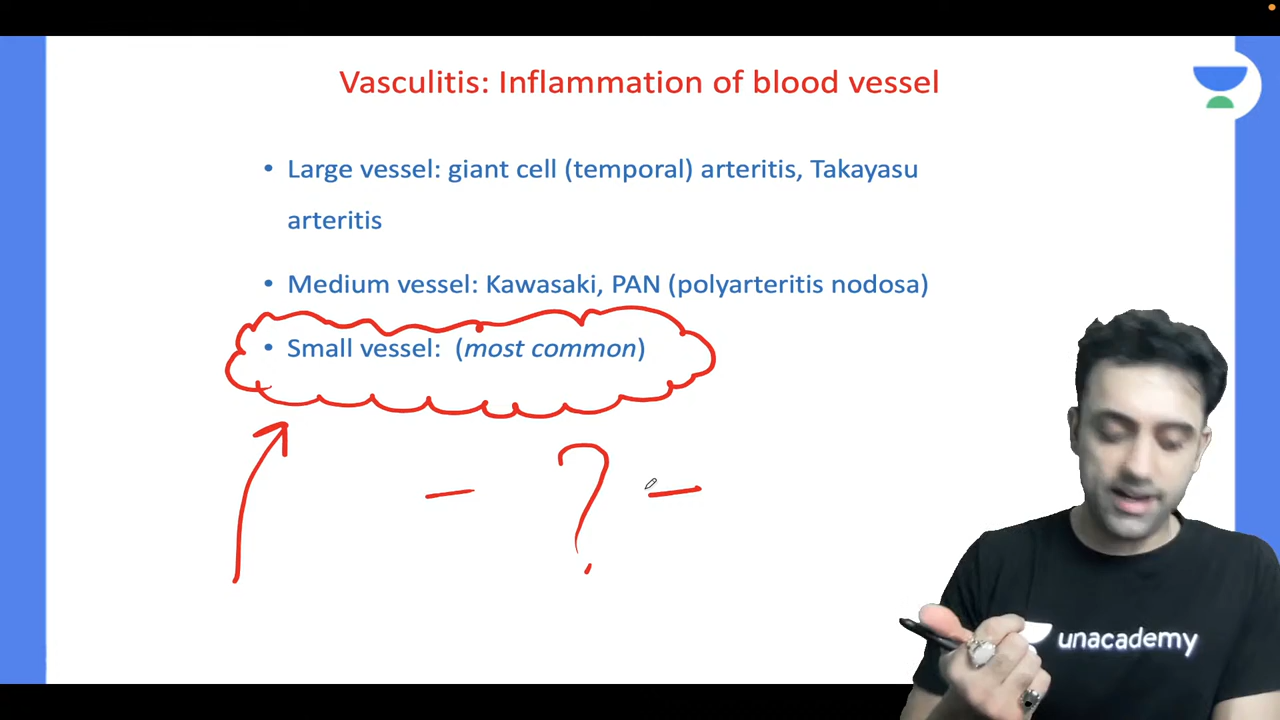 Vasculitis: Inflammation of blood vessel
• Large vessel: giant cell (temporal) arteritis, Takayasu
arteritis
• Medium vessel: Kawasaki, PAN (polyarteritis nodosa)
• Small vessel: (most common)
– ? –
unacademy